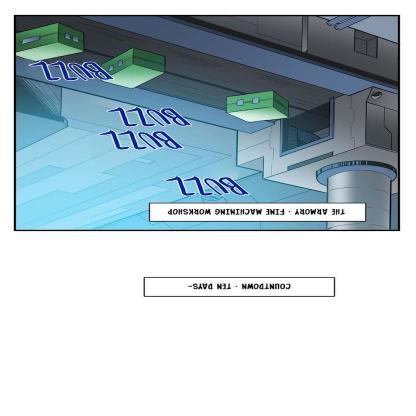 COUNTDOWN · TEN DAYS~
THE ARMORY · FINE MACHINING WORKSHOP
BUZZ
BUZZ
BUZZ
BUZZ